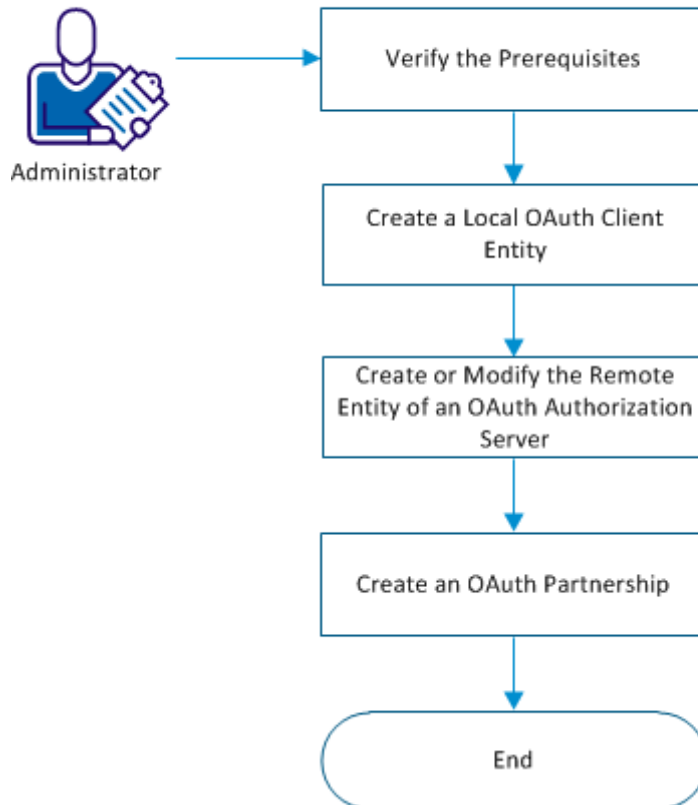 Verify the Prerequisites
Administrator
Create a Local OAuth Client
Entity
Create or Modify the Remote
Entity of an OAuth Authorization
Server
Create an OAuth Partnership
End